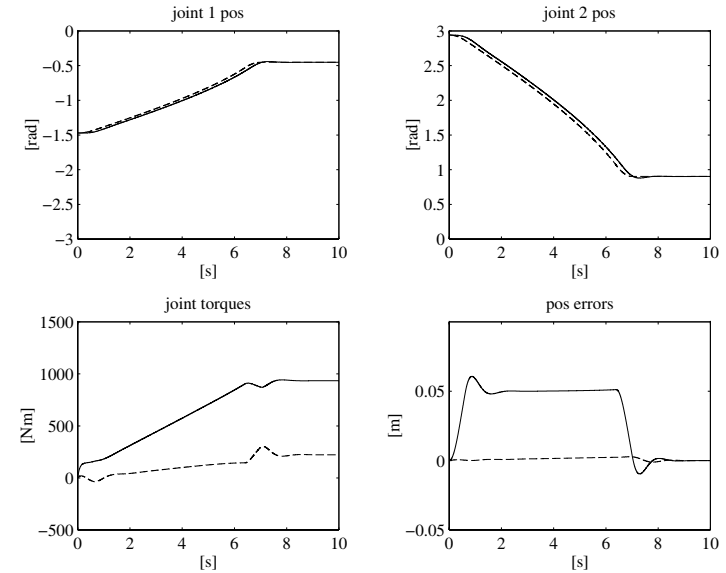 joint 1 pos
0
−0.5
−1
−1.5
−2
−2.5
−3
[rad]
0 2 4 6 8 10
[s]
joint 2 pos
3
2.5
2
1.5
1
0.5
0
[rad]
0 2 4 6 8 10
[s]
joint torques
1500
1000
500
0
−500
[Nm]
0 2 4 6 8 10
[s]
pos errors
0.05
0
−0.05
[m]
0 2 4 6 8 10
[s]